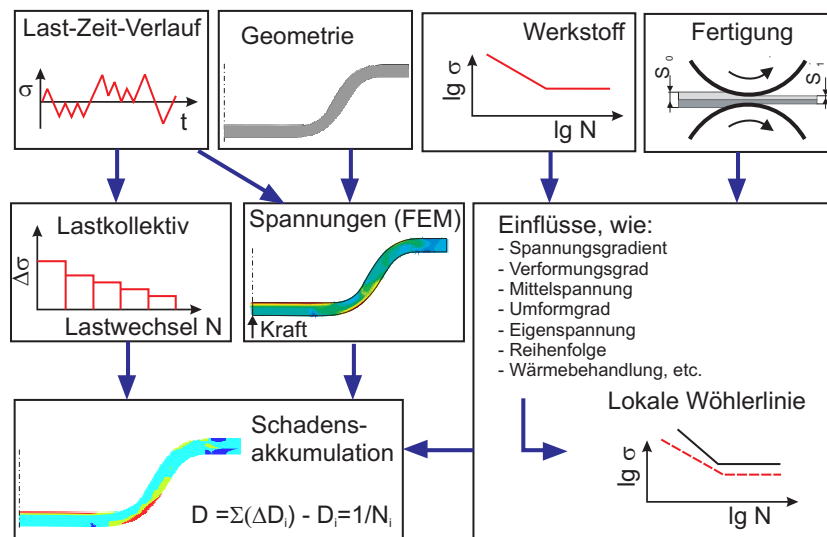 Last-Zeit-Verlauf
σ
t
Geometrie
Werkstoff
lg σ
lg N
Fertigung
S₀
S₁
Lastkollektiv
Δσ
Lastwechsel N
Spannungen (FEM)
Kraft
Einflüsse, wie:
- Spannungsgradient
- Verformungsgrad
- Mittelspannung
- Umformgrad
- Eigenspannung
- Reihenfolge
- Wärmebehandlung, etc.
Lokale Wöhlerlinie
lg σ
lg N
Schadens-
akkumulation
D =Σ(ΔDᵢ) - Dᵢ=1/Nᵢ